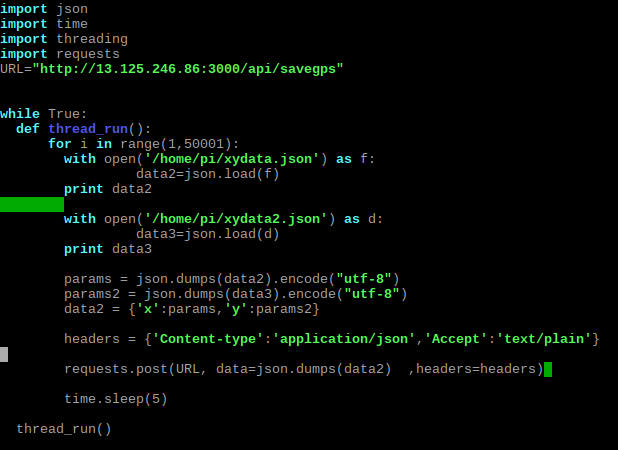 import json
import time
import threading
import requests
URL="http://13.125.246.86:3000/api/savegps"
while True:
  def thread_run():
      for i in range(1,50001):
        with open('/home/pi/xydata.json') as f:
                 data2=json.load(f)
        print data2
        with open('/home/pi/xydata2.json') as d:
                 data3=json.load(d)
        print data3
        params = json.dumps(data2).encode("utf-8")
        params2 = json.dumps(data3).encode("utf-8")
        data2 = {'x':params,'y':params2}
        headers = {'Content-type':'application/json','Accept':'text/plain'}
        requests.post(URL, data=json.dumps(data2)  ,headers=headers)
        time.sleep(5)
  thread_run()